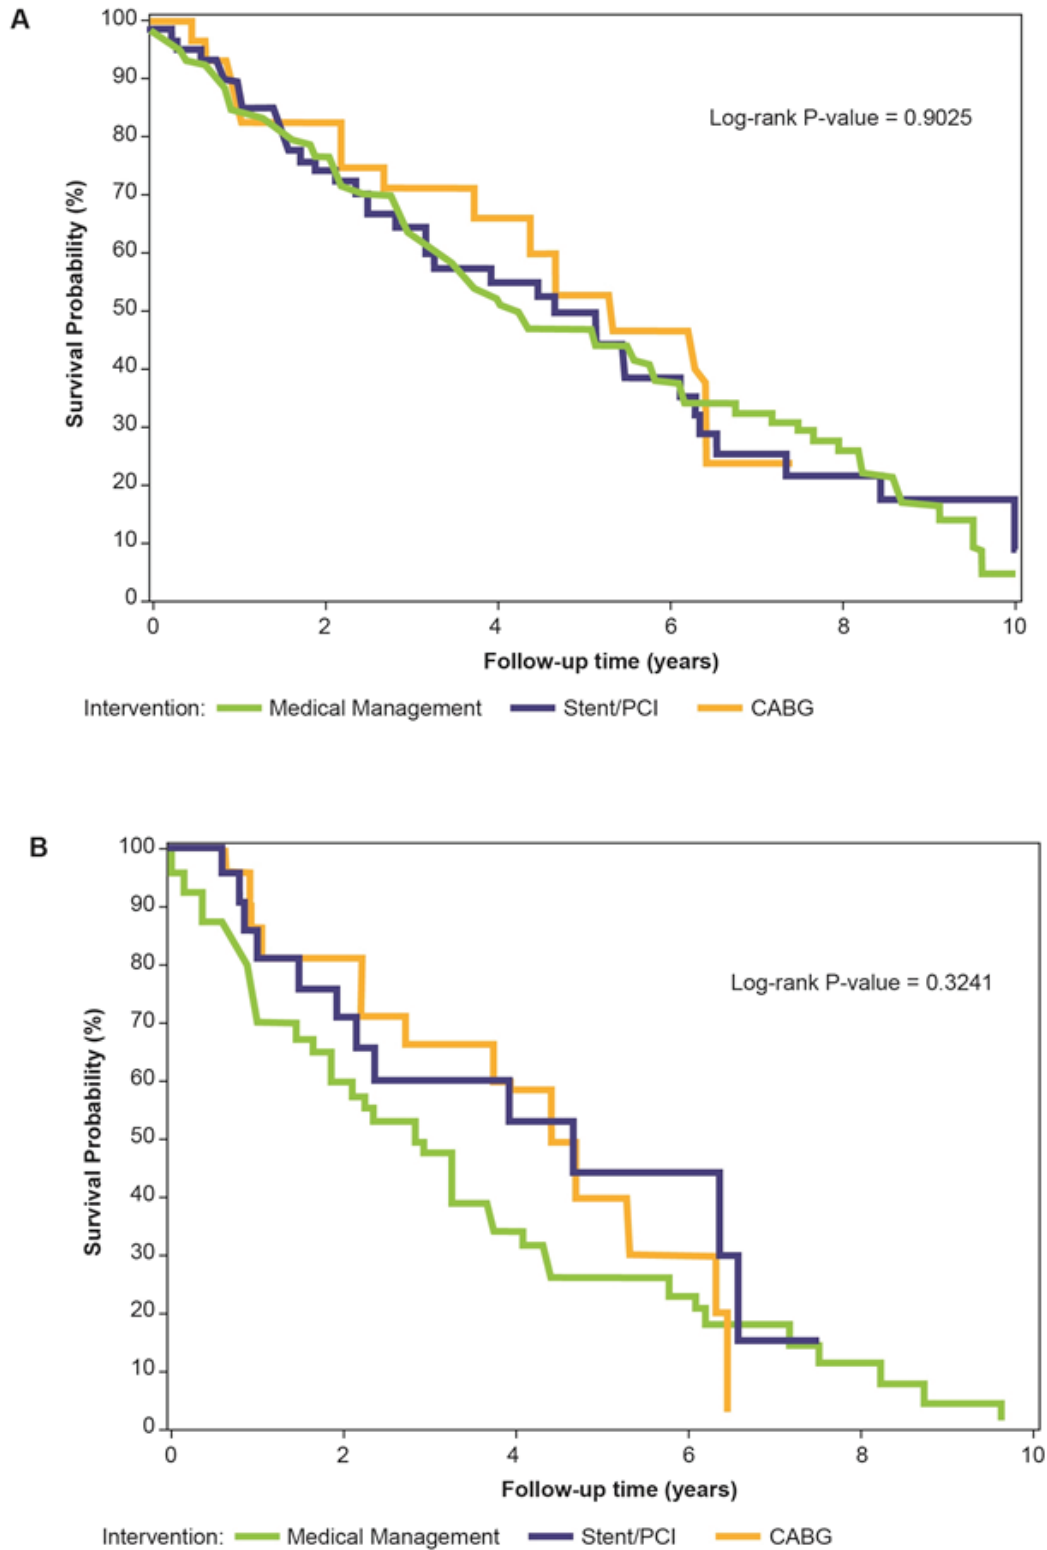 A
100
90
80
70
60
50
40
30
20
10
0
Survival Probability (%)
Log-rank P-value = 0.9025
0 2 4 6 8 10
Follow-up time (years)
Intervention: Medical Management Stent/PCI CABG
B
100
90
80
70
60
50
40
30
20
10
0
Survival Probability (%)
Log-rank P-value = 0.3241
0 2 4 6 8 10
Follow-up time (years)
Intervention: Medical Management Stent/PCI CABG